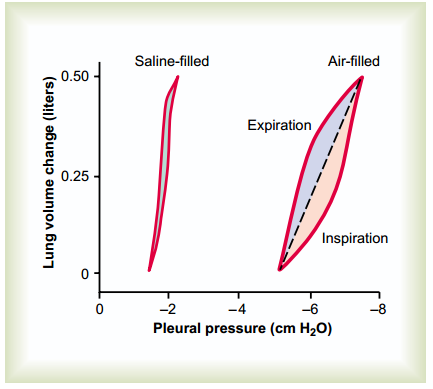 Saline-filled
Air-filled
0.50
Expiration
0.25
Inspiration
0
0
–2
–4
–6
–8
Lung volume change (liters)
Pleural pressure (cm H₂O)